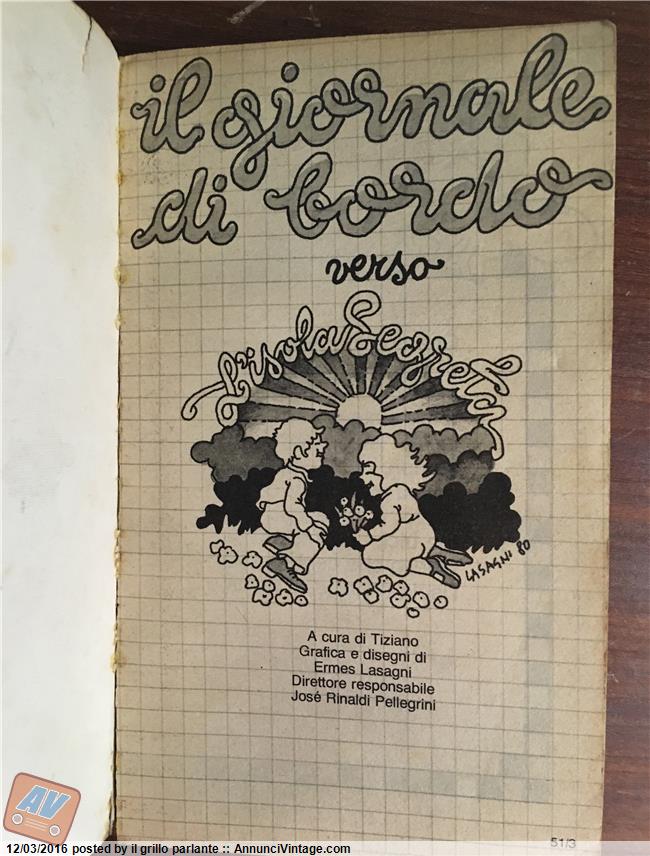 il giornale
di bordo
verso
L'isola Segreta
LASAGNI 80
A cura di Tiziano
Grafica e disegni di
Ermes Lasagni
Direttore responsabile
José Rinaldi Pellegrini
51/3
AV
12/03/2016 posted by il grillo parlante :: AnnunciVintage.com